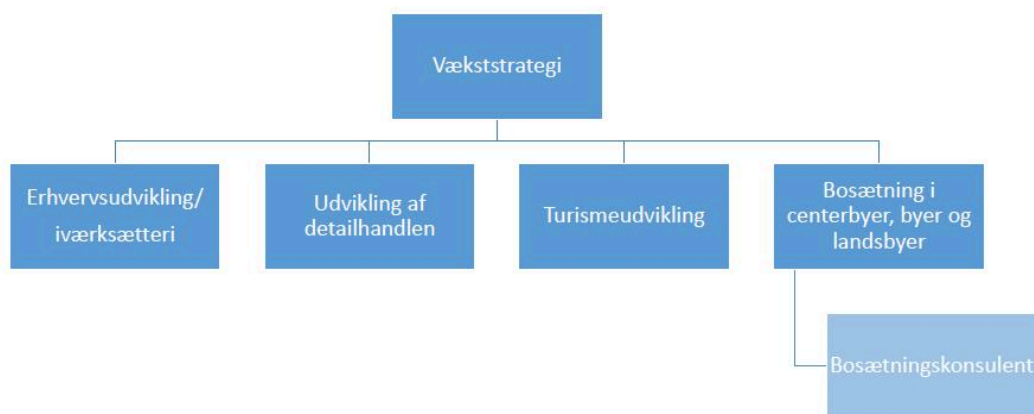 Vækststrategi
Erhvervsudvikling/
iværksætteri
Udvikling af
detailhandlen
Turismeudvikling
Bosætning i
centerbyer, byer og
landsbyer
Bosætningskonsulent